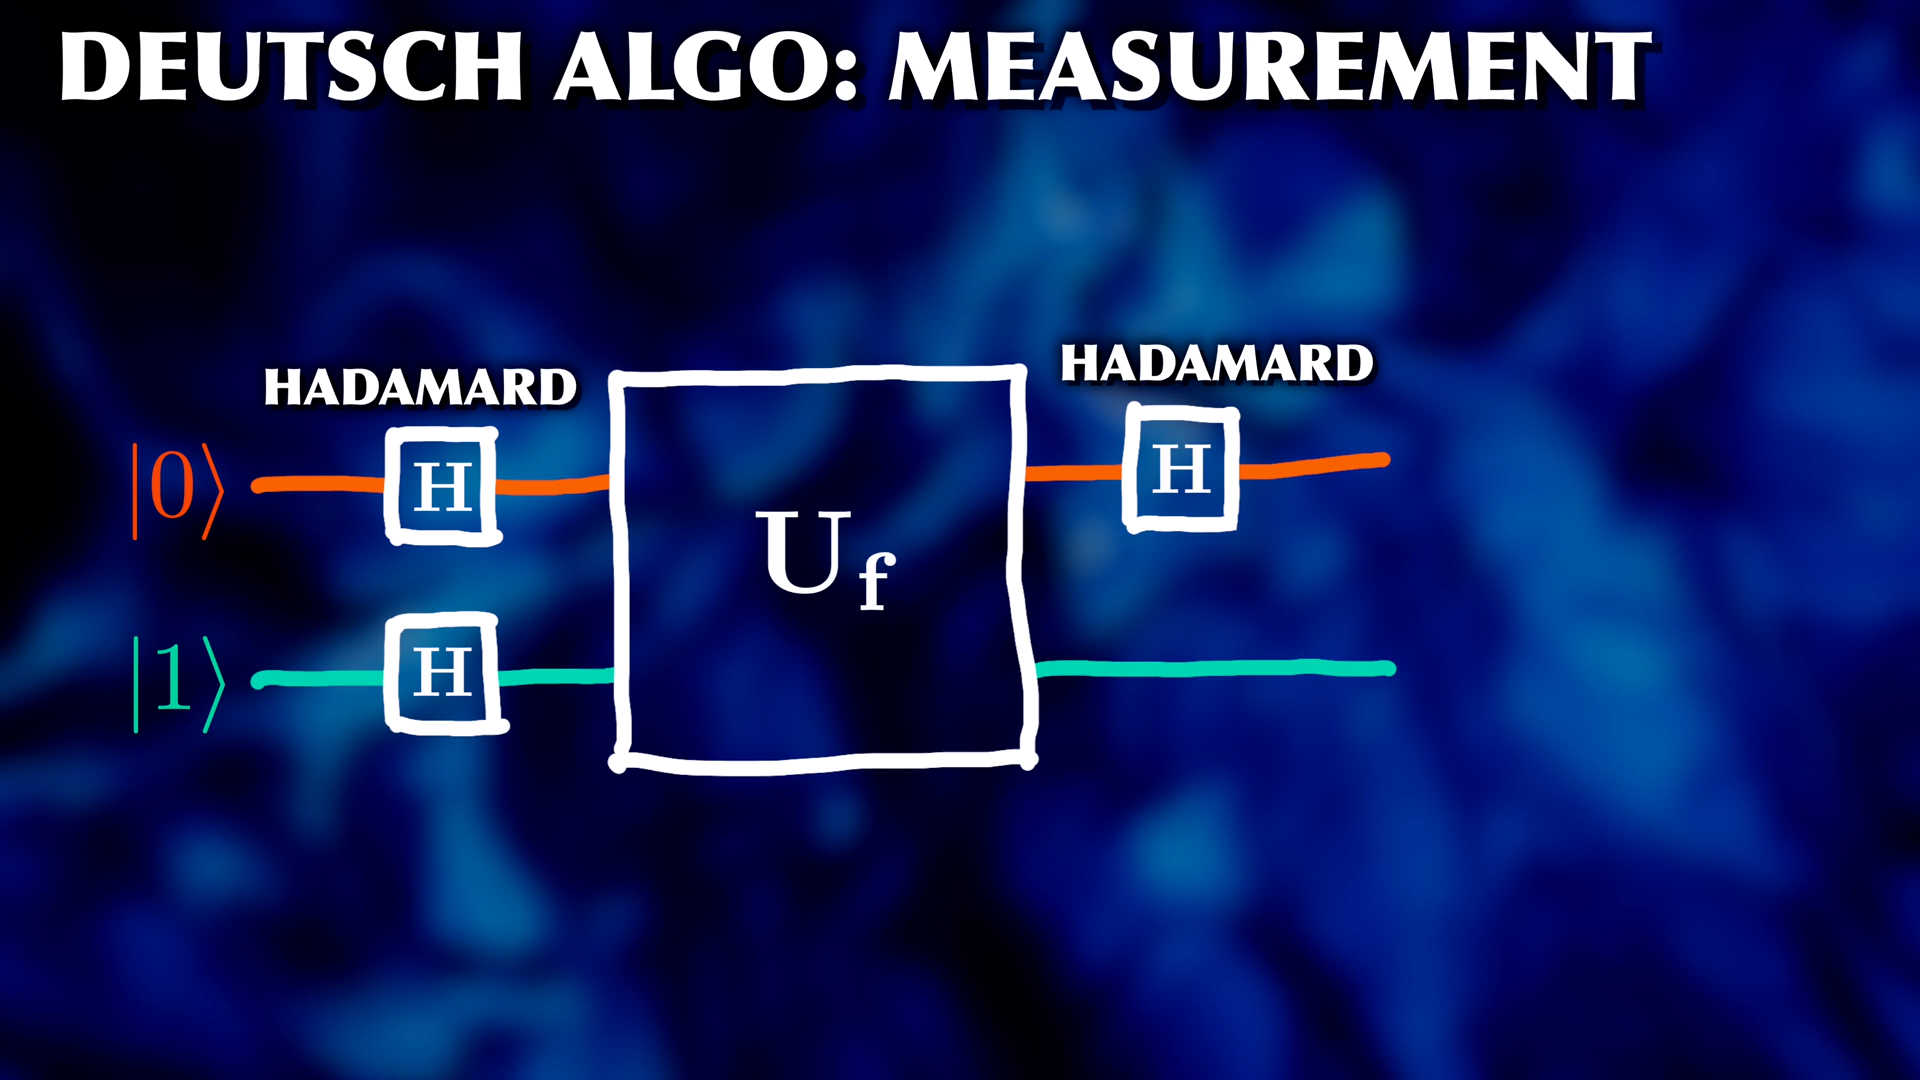 DEUTSCH ALGO: MEASUREMENT
HADAMARD
HADAMARD
|0⟩ H H
U_f
|1⟩ H